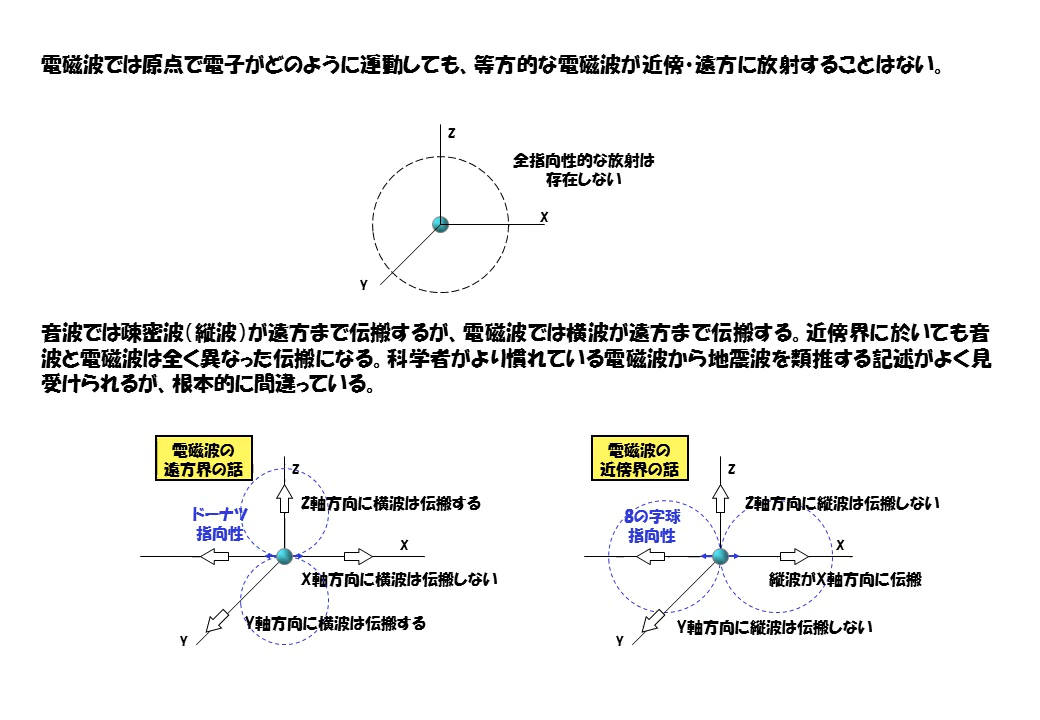 電磁波では原点で電子がどのように運動しても、等方的な電磁波が近傍・遠方に放射することはない。
Z
全指向性的な放射は
存在しない
X
Y
音波では疎密波(縦波)が遠方まで伝搬するが、電磁波では横波が遠方まで伝搬する。近傍界に於いても音
波と電磁波は全く異なった伝搬になる。科学者がより慣れている電磁波から地震波を類推する記述がよく見
受けられるが、根本的に間違っている。
電磁波の
遠方界の話
Z
Z軸方向に横波は伝搬する
ドーナツ
指向性
X
X軸方向に横波は伝搬しない
Y軸方向に横波は伝搬する
Y
電磁波の
近傍界の話
Z
Z軸方向に縦波は伝搬しない
8の字球
指向性
X
縦波がX軸方向に伝搬
Y軸方向に縦波は伝搬しない
Y